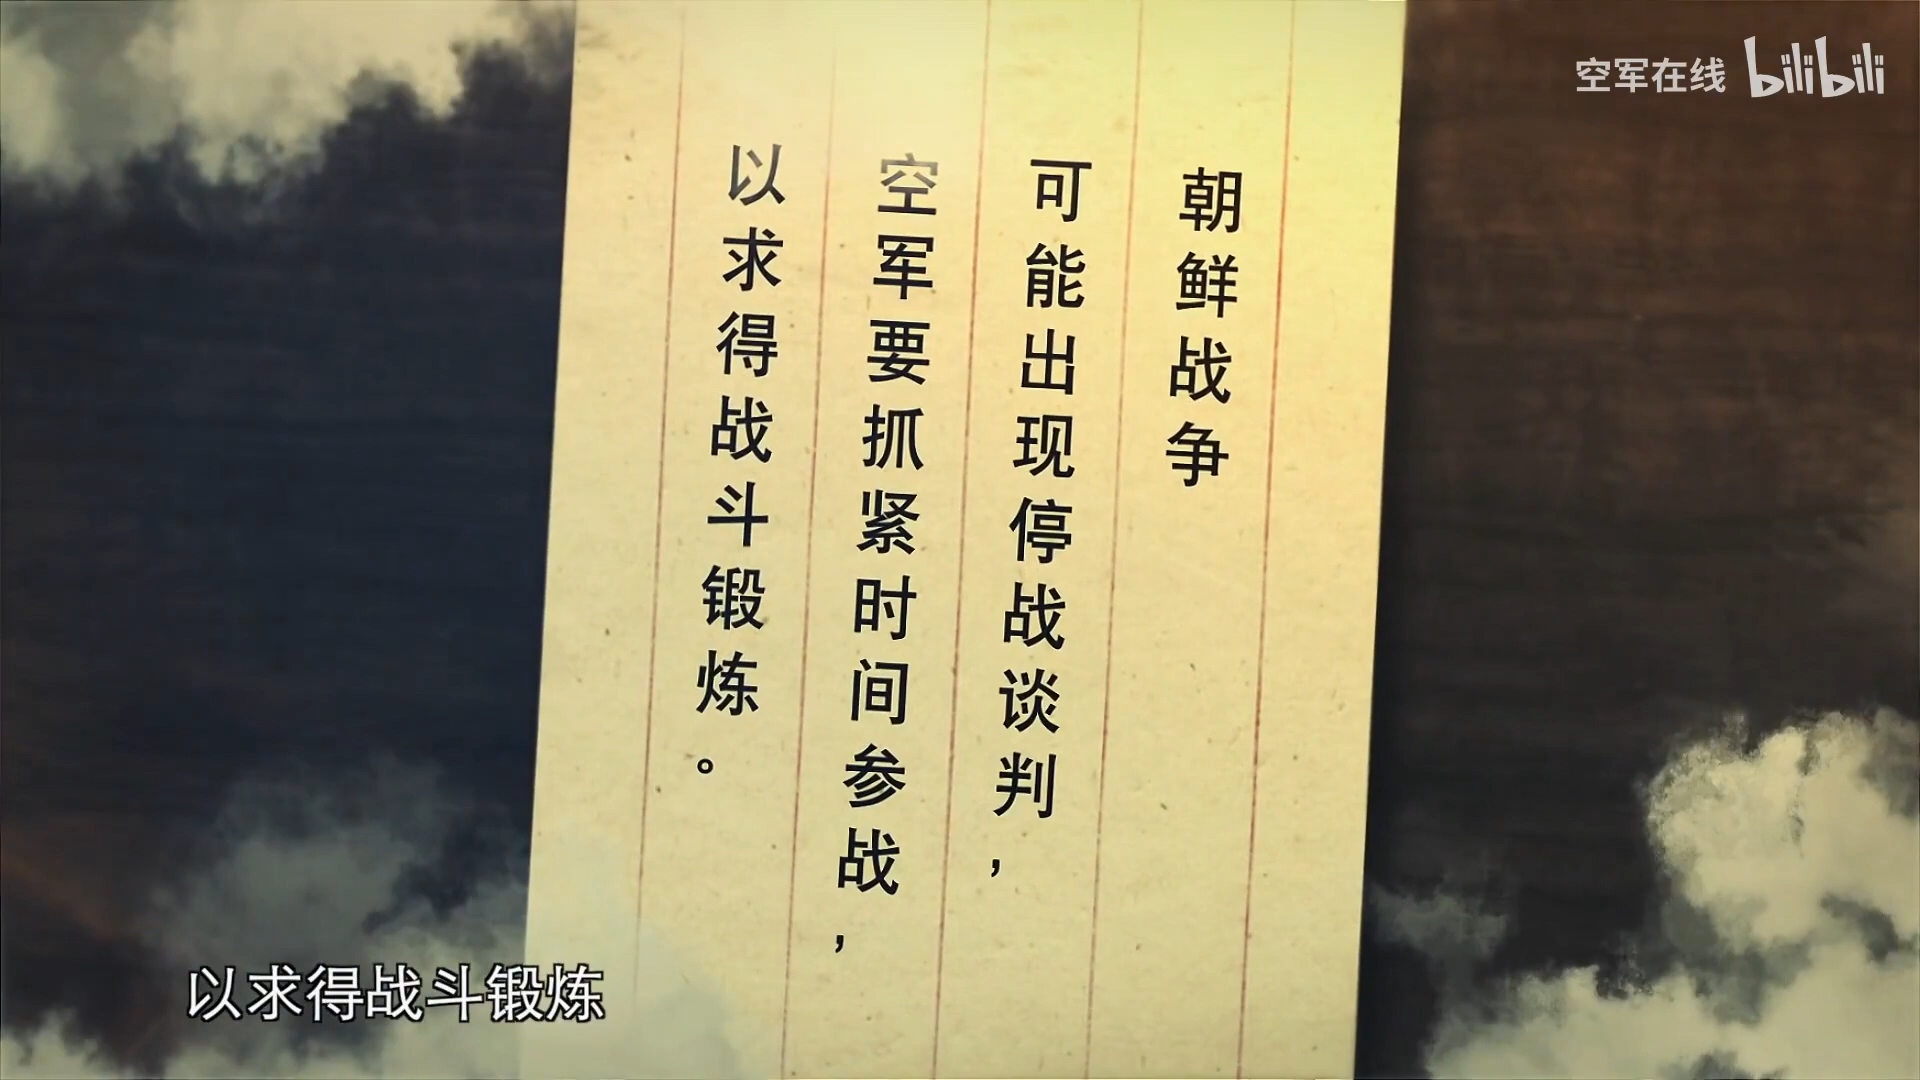 空军在线 bilibili
朝鲜战争
可能出现停战谈判，
空军要抓紧时间参战，
以求得战斗锻炼。
以求得战斗锻炼